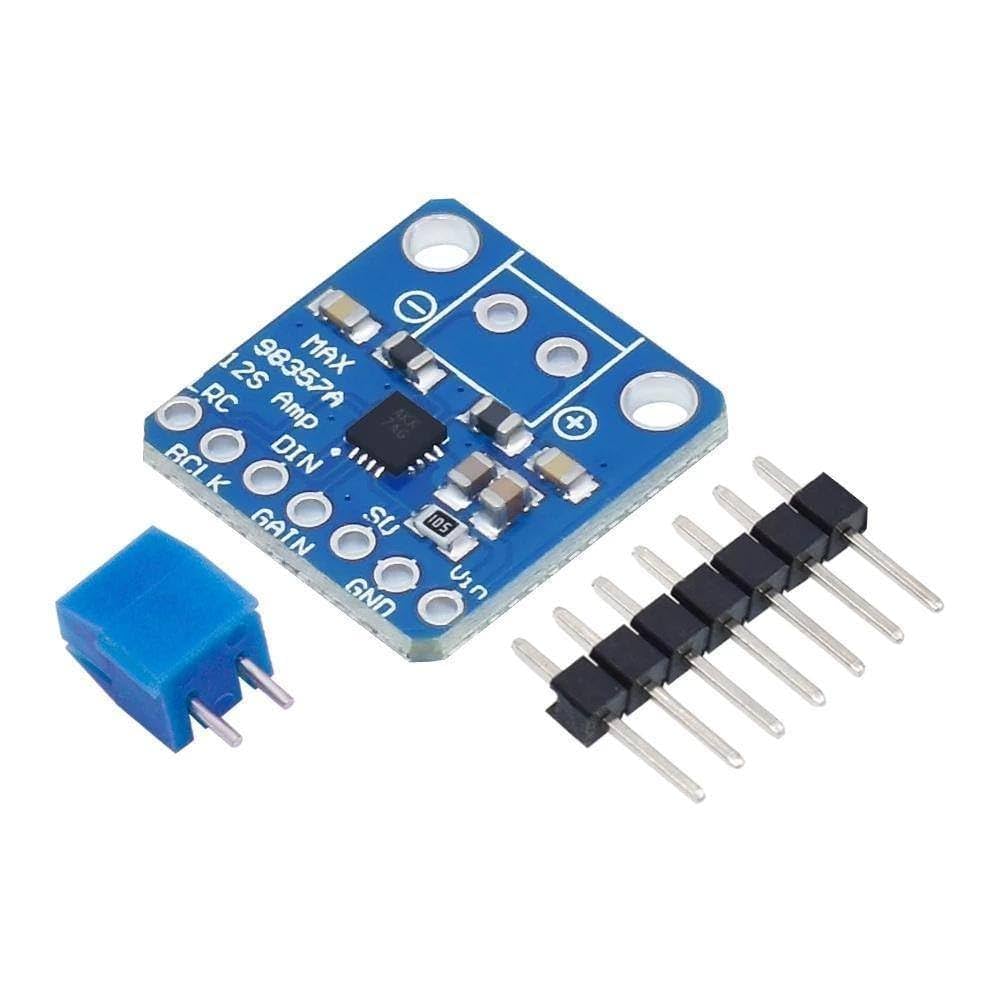 MAX
98357A
I2S Amp
LRC
BCLK
DIN
GAIN
SD
GND
Vin
−
+
105